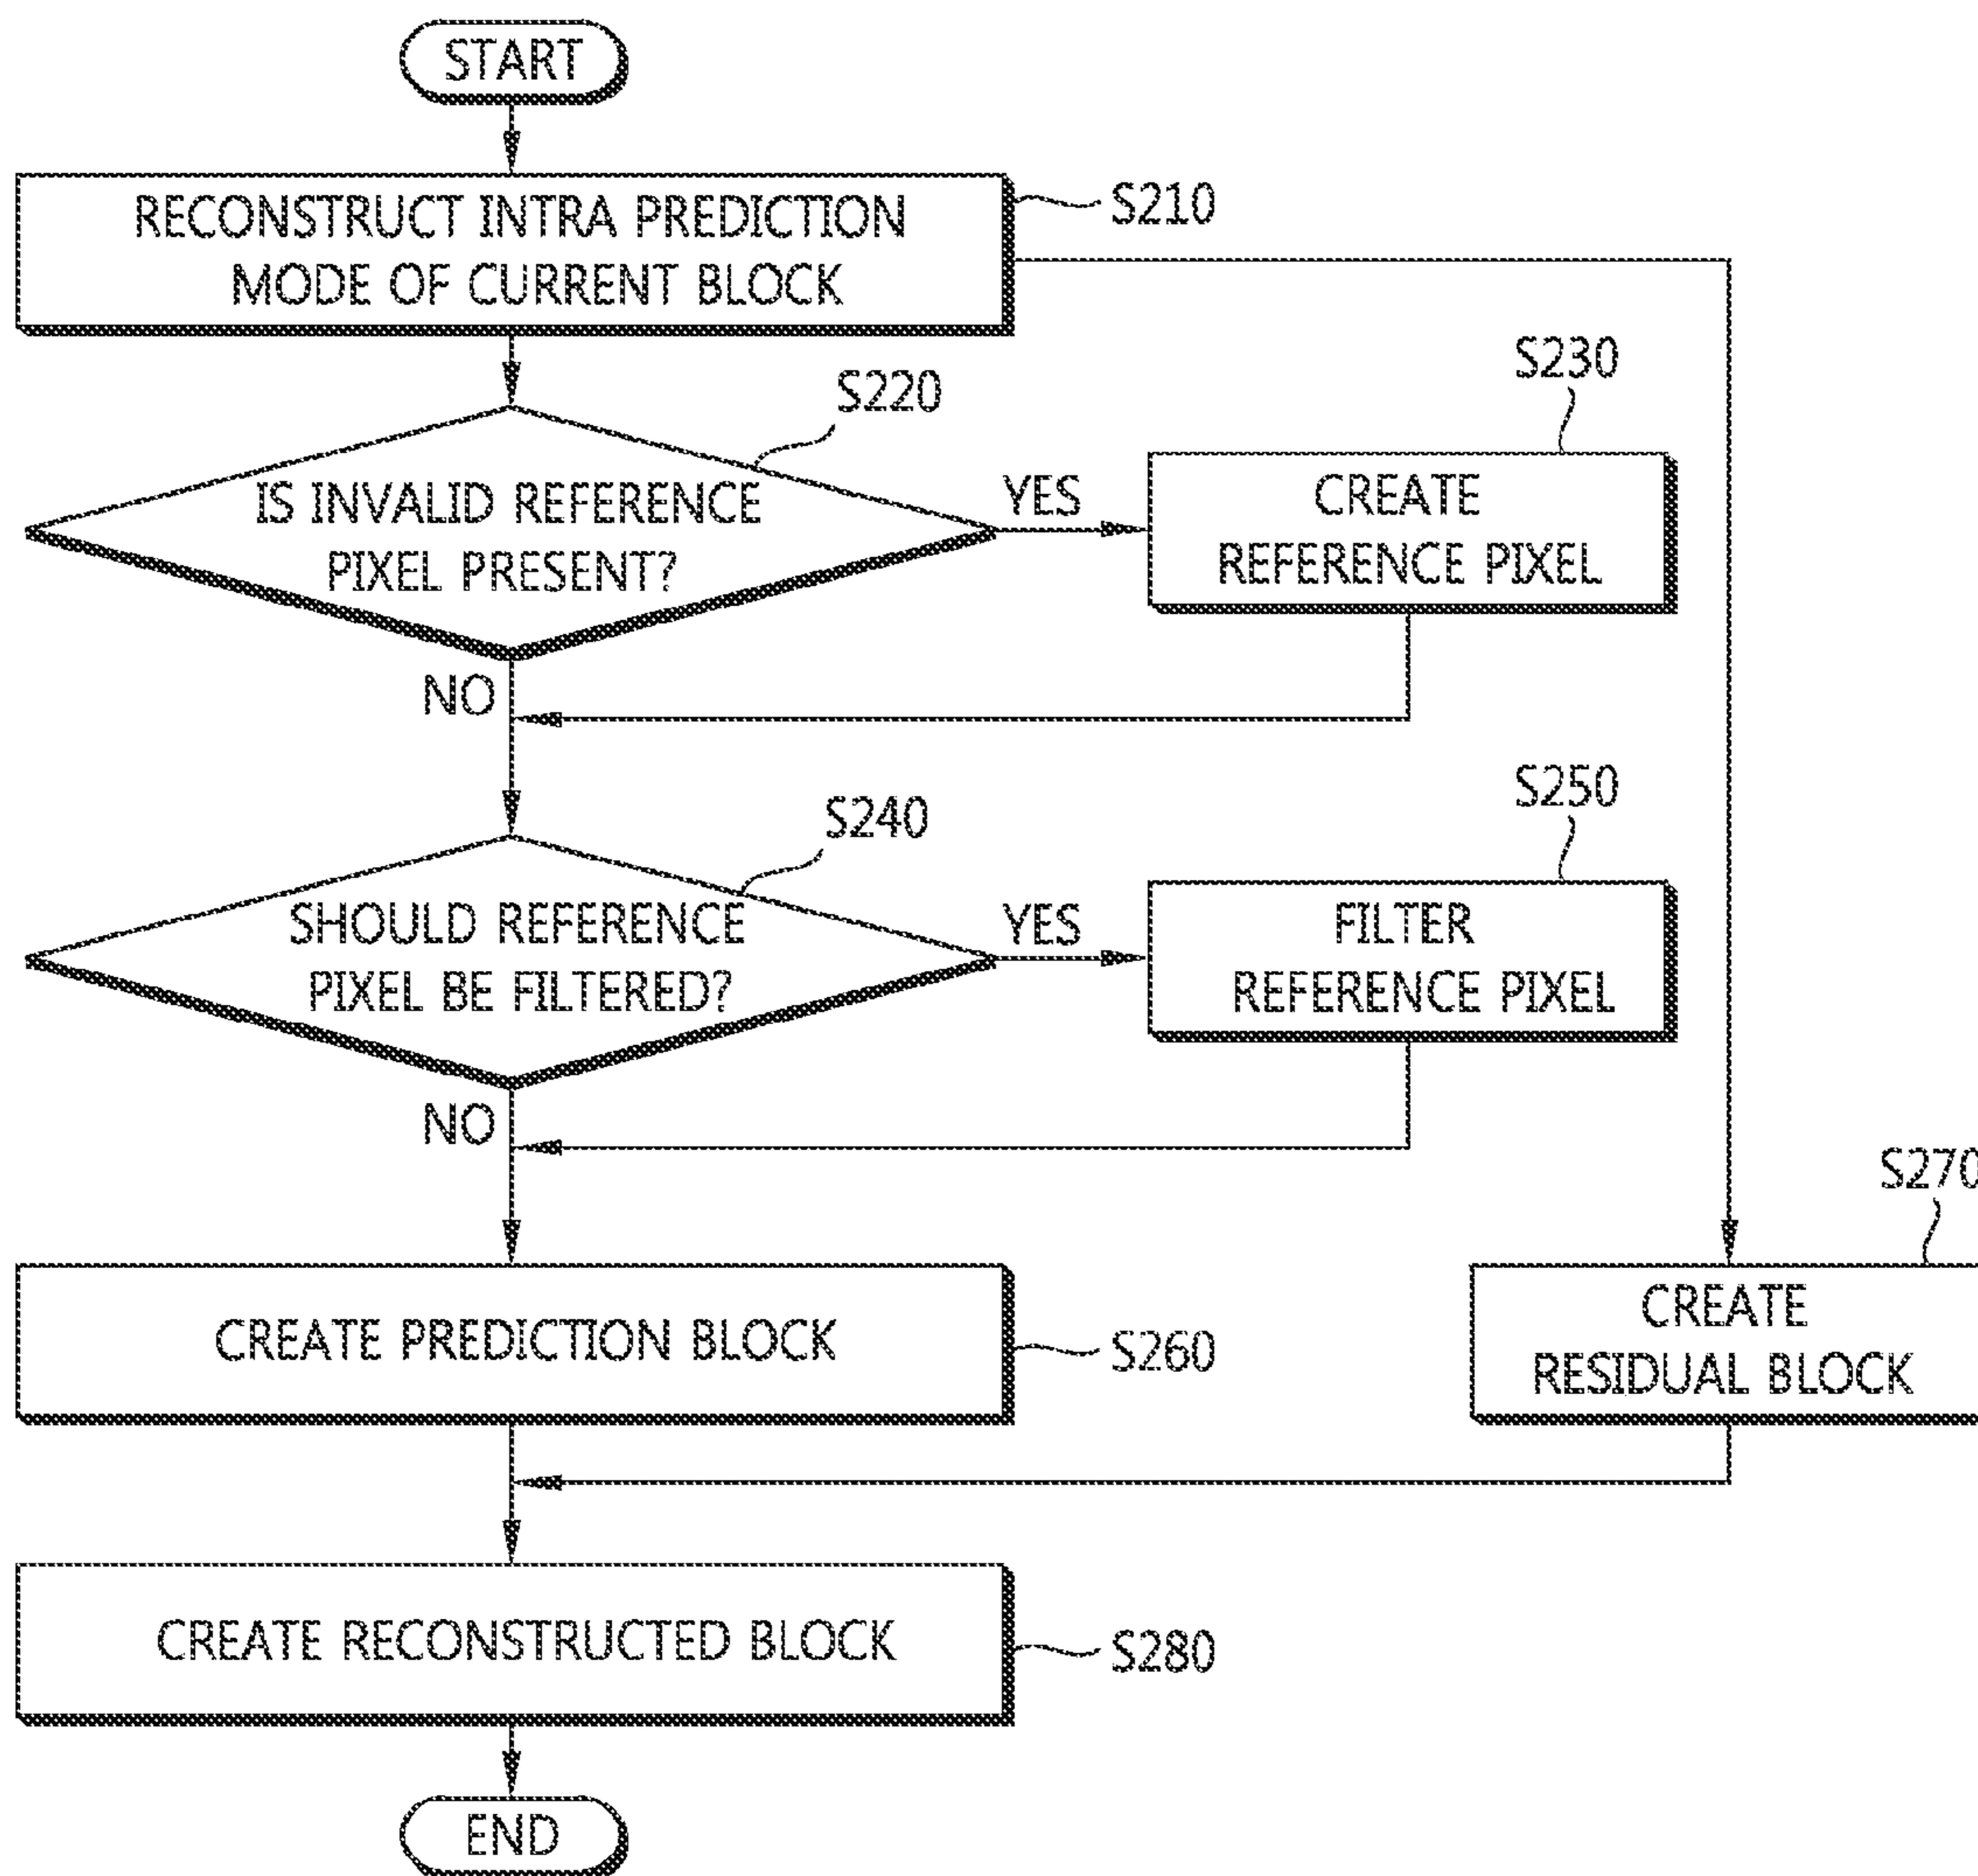 START
RECONSTRUCT INTRA PREDICTION
MODE OF CURRENT BLOCK
S210
S220
IS INVALID REFERENCE
PIXEL PRESENT?
YES
S230
CREATE
REFERENCE PIXEL
NO
S240
SHOULD REFERENCE
PIXEL BE FILTERED?
YES
S250
FILTER
REFERENCE PIXEL
NO
CREATE PREDICTION BLOCK
S260
S270
CREATE
RESIDUAL BLOCK
CREATE RECONSTRUCTED BLOCK
S280
END